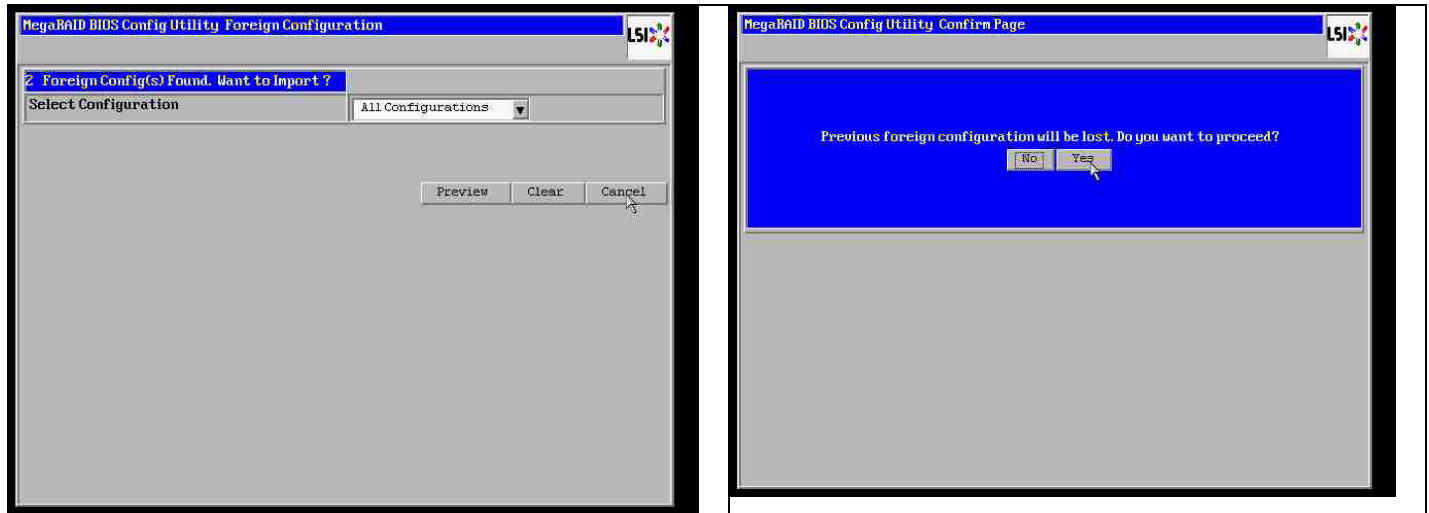 MegaRAID BIOS Config Utility Foreign Configuration
LSI
2 Foreign Config(s) Found. Want to Import ?
Select Configuration
All Configurations
Preview Clear Cancel
MegaRAID BIOS Config Utility Confirm Page
LSI
Previous foreign configuration will be lost. Do you want to proceed?
No Yes